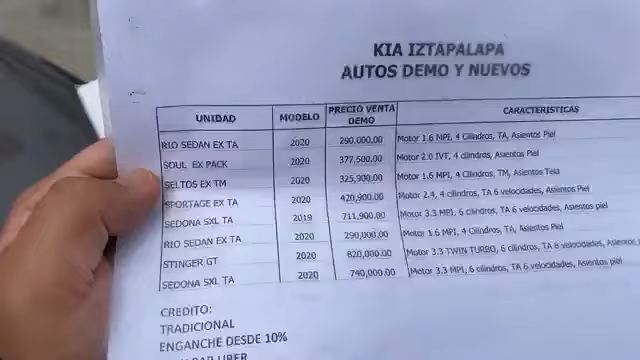 KIA IZTAPALAPA
AUTOS DEMO Y NUEVOS
UNIDAD MODELO PRECIO VENTA DEMO CARACTERISTICAS
RIO SEDAN EX TA 2020 290,000.00 Motor 1.6 MPI, 4 Cilindros, TA, Asientos Piel
SOUL EX PACK 2020 377,500.00 Motor 2.0 IVT, 4 Cilindros, Asientos Piel
SELTOS EX TM 2020 325,900.00 Motor 1.6 MPI, 4 Cilindros, TM, Asientos Tela
SPORTAGE EX TA 2020 420,900.00 Motor 2.4, 4 cilindros, TA 6 velocidades, Asientos Piel
SEDONA SXL TA 2019 711,900.00 Motor 3.3 MPI, 6 cilindros, TA 6 velocidades, Asientos piel
RIO SEDAN EX TA 2020 290,000.00 Motor 1.6 MPI, 4 Cilindros, TA, Asientos Piel
STINGER GT 2020 820,000.00 Motor 3.3 TWIN TURBO, 6 cilindros, TA 8 velocidades, Asientos
SEDONA SXL TA 2020 740,000.00 Motor 3.3 MPI, 6 cilindros, TA 6 velocidades, Asientos piel
CREDITO:
TRADICIONAL
ENGANCHE DESDE 10%
UBER